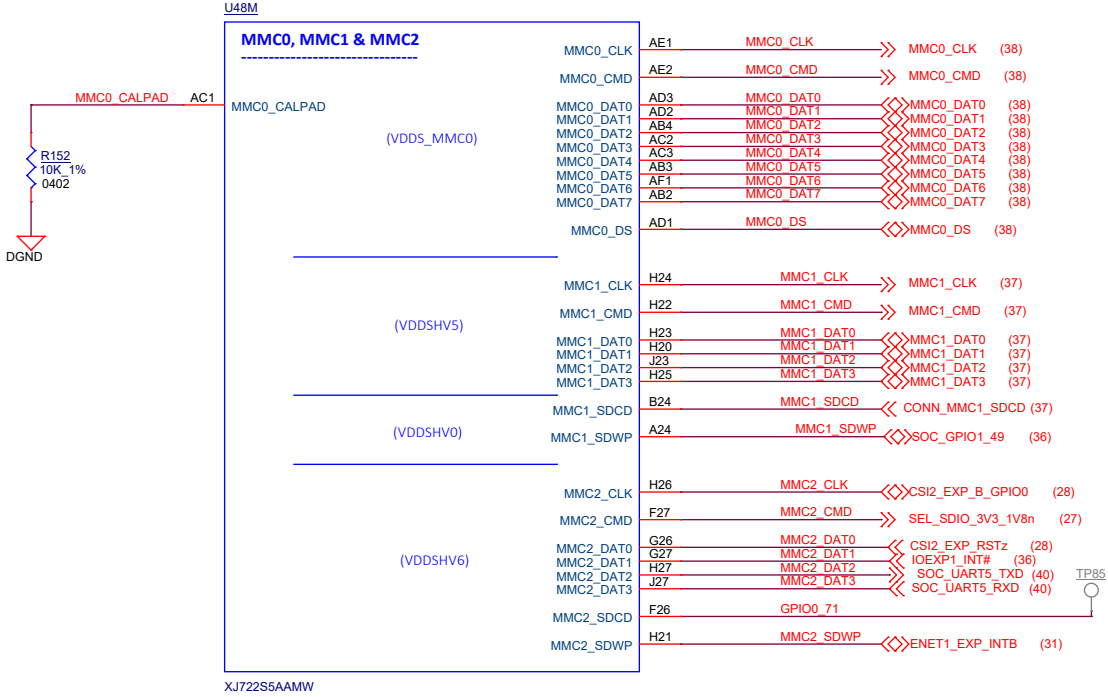 U48M
MMC0, MMC1 & MMC2
------------------------------
MMC0_CLK AE1 MMC0_CLK MMC0_CLK (38)
MMC0_CMD AE2 MMC0_CMD MMC0_CMD (38)
MMC0_CALPAD AC1 MMC0_CALPAD
(VDDS_MMC0)
MMC0_DAT0 AD3 MMC0_DAT0 MMC0_DAT0 (38)
MMC0_DAT1 AD2 MMC0_DAT1 MMC0_DAT1 (38)
MMC0_DAT2 AB4 MMC0_DAT2 MMC0_DAT2 (38)
MMC0_DAT3 AC2 MMC0_DAT3 MMC0_DAT3 (38)
MMC0_DAT4 AC3 MMC0_DAT4 MMC0_DAT4 (38)
MMC0_DAT5 AB3 MMC0_DAT5 MMC0_DAT5 (38)
MMC0_DAT6 AF1 MMC0_DAT6 MMC0_DAT6 (38)
MMC0_DAT7 AB2 MMC0_DAT7 MMC0_DAT7 (38)
R152
10K_1%
0402
DGND
MMC0_DS AD1 MMC0_DS MMC0_DS (38)
MMC1_CLK H24 MMC1_CLK MMC1_CLK (37)
MMC1_CMD H22 MMC1_CMD MMC1_CMD (37)
(VDDSHV5)
MMC1_DAT0 H23 MMC1_DAT0 MMC1_DAT0 (37)
MMC1_DAT1 H20 MMC1_DAT1 MMC1_DAT1 (37)
MMC1_DAT2 J23 MMC1_DAT2 MMC1_DAT2 (37)
MMC1_DAT3 H25 MMC1_DAT3 MMC1_DAT3 (37)
MMC1_SDCD B24 MMC1_SDCD CONN_MMC1_SDCD (37)
(VDDSHV0)
MMC1_SDWP A24 MMC1_SDWP SOC_GPIO1_49 (36)
MMC2_CLK H26 MMC2_CLK CSI2_EXP_B_GPIO0 (28)
MMC2_CMD F27 MMC2_CMD SEL_SDIO_3V3_1V8n (27)
(VDDSHV6)
MMC2_DAT0 G26 MMC2_DAT0 CSI2_EXP_RSTz (28)
MMC2_DAT1 G27 MMC2_DAT1 IOEXP1_INT# (36)
MMC2_DAT2 H27 MMC2_DAT2 SOC_UART5_TXD (40)
MMC2_DAT3 J27 MMC2_DAT3 SOC_UART5_RXD (40)
TP85
MMC2_SDCD F26 GPIO0_71
MMC2_SDWP H21 MMC2_SDWP ENET1_EXP_INTB (31)
XJ722S5AAMW